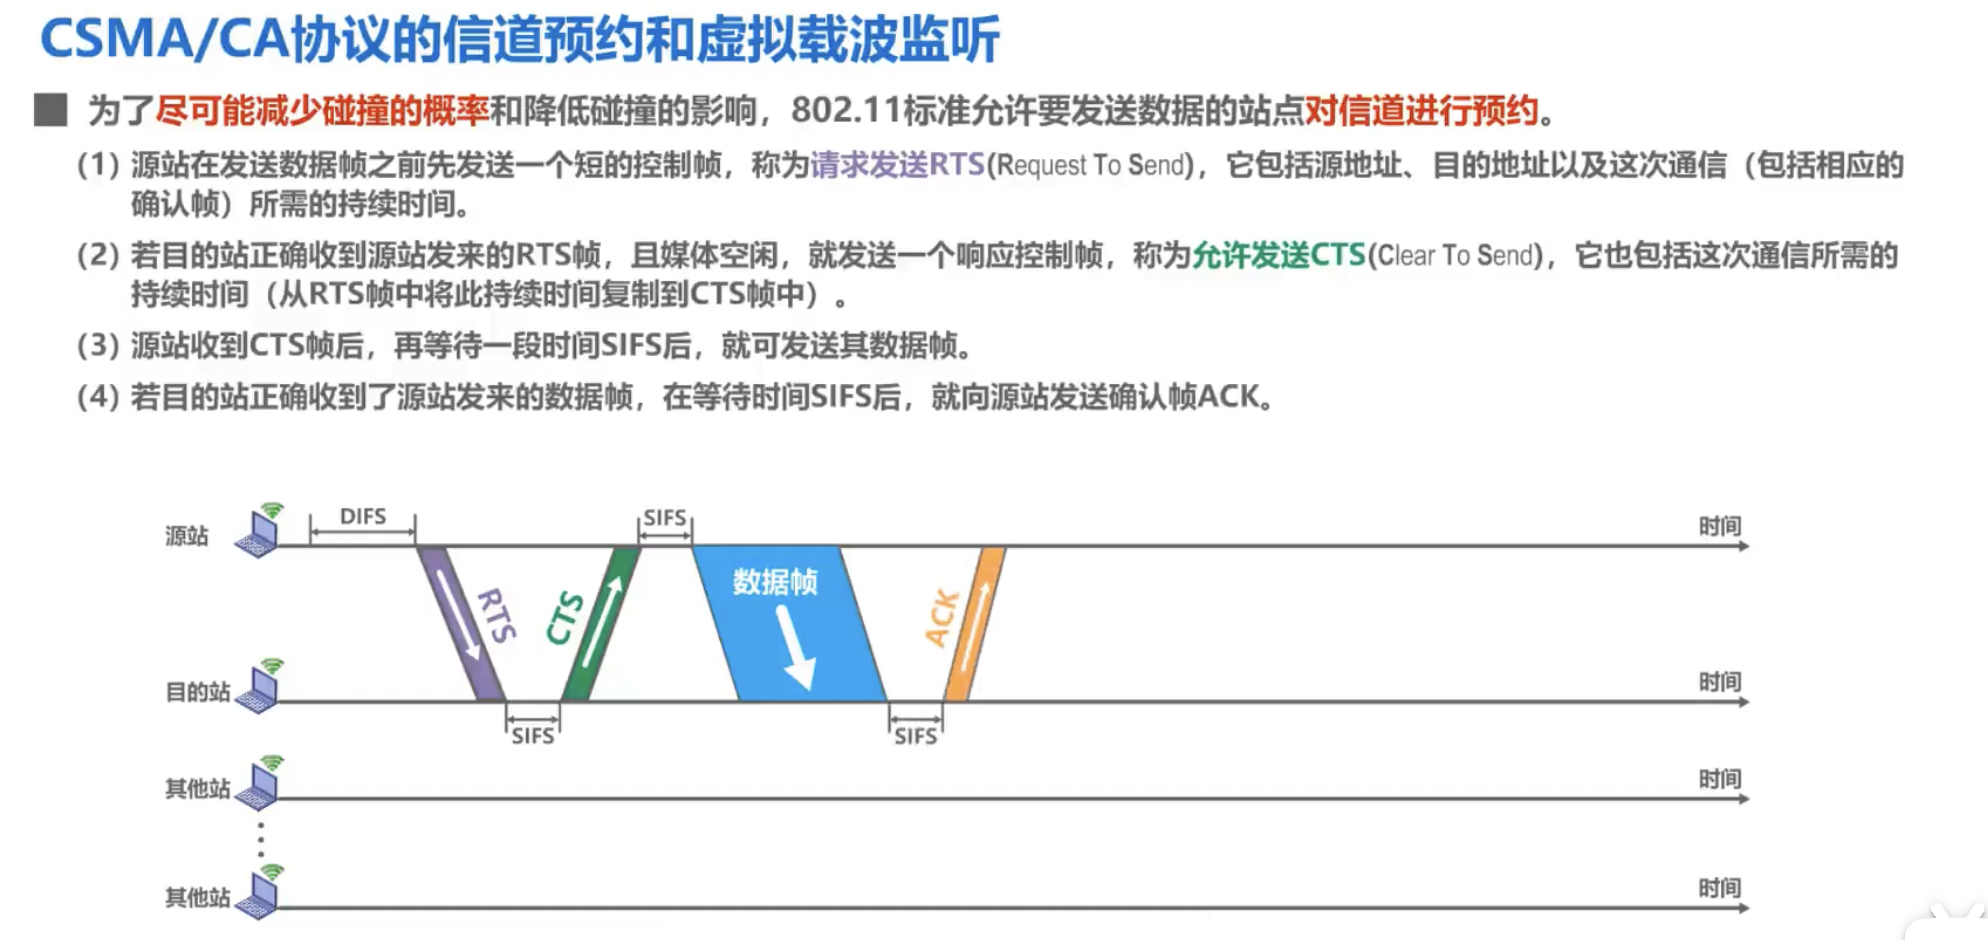 CSMA/CA协议的信道预约和虚拟载波监听
为了尽可能减少碰撞的概率和降低碰撞的影响，802.11标准允许要发送数据的站点对信道进行预约。
(1) 源站在发送数据帧之前先发送一个短的控制帧，称为请求发送RTS(Request To Send)，它包括源地址、目的地址以及这次通信（包括相应的
确认帧）所需的持续时间。
(2) 若目的站正确收到源站发来的RTS帧，且媒体空闲，就发送一个响应控制帧，称为允许发送CTS(Clear To Send)，它也包括这次通信所需的
持续时间（从RTS帧中将此持续时间复制到CTS帧中）。
(3) 源站收到CTS帧后，再等待一段时间SIFS后，就可发送其数据帧。
(4) 若目的站正确收到了源站发来的数据帧，在等待时间SIFS后，就向源站发送确认帧ACK。
DIFS
SIFS
源站
时间
RTS
CTS
数据帧
ACK
目的站
时间
SIFS
SIFS
其他站
时间
其他站
时间